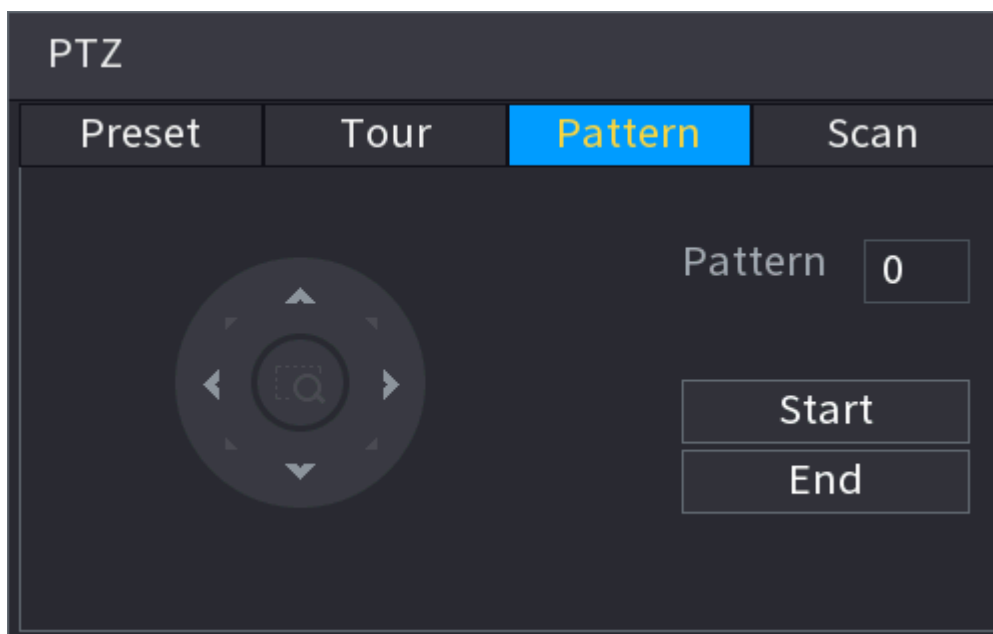 PTZ
Preset Tour Pattern Scan
Pattern 0
Start
End